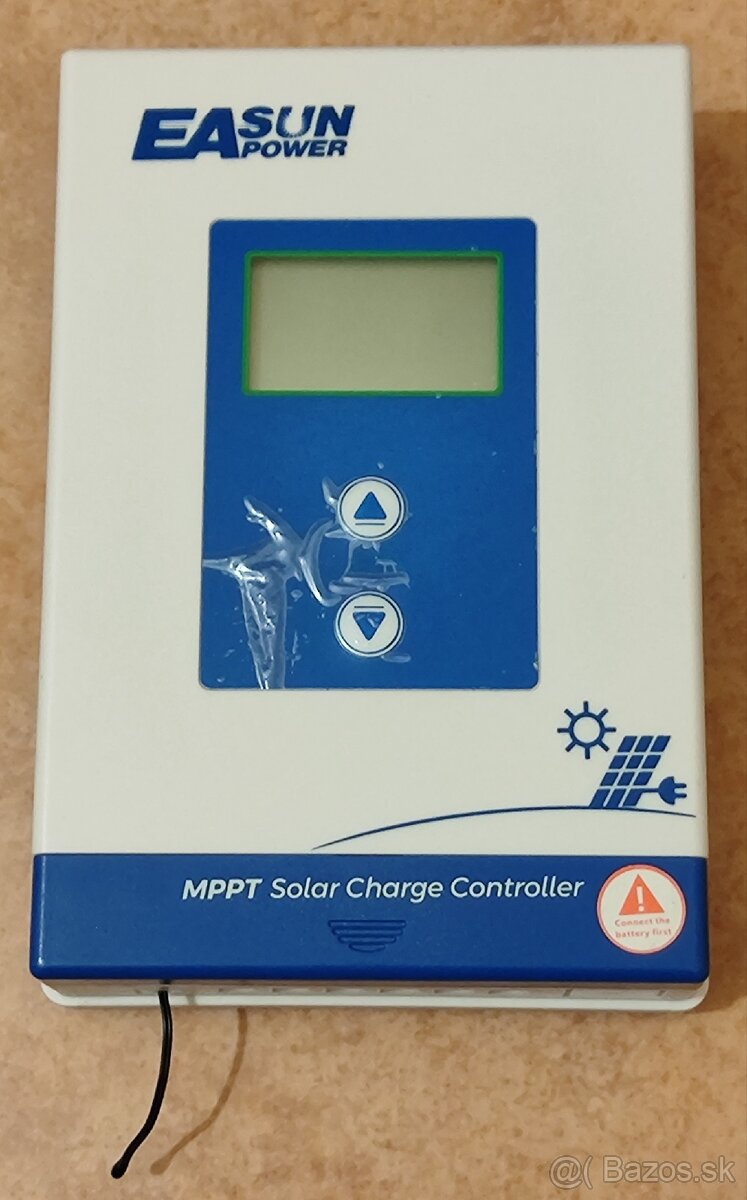 EASUN
POWER
MPPT Solar Charge Controller
Connect the
battery first
@( Bazos.sk